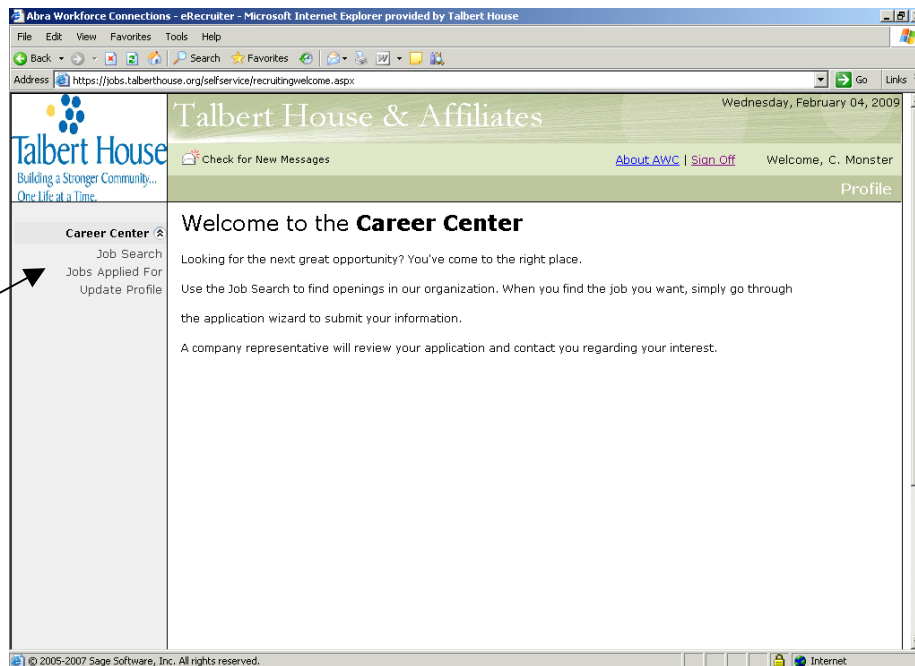 Abra Workforce Connections - eRecruiter - Microsoft Internet Explorer provided by Talbert House
File Edit View Favorites Tools Help
Back Search Favorites
Address https://jobs.talberthouse.org/selfservice/recruitingwelcome.aspx Go Links
Talbert House
Building a Stronger Community...
One Life at a Time.
Talbert House & Affiliates
Wednesday, February 04, 2009
Check for New Messages About AWC | Sign Off Welcome, C. Monster
Profile
Career Center
Job Search
Jobs Applied For
Update Profile
Welcome to the Career Center
Looking for the next great opportunity? You've come to the right place.
Use the Job Search to find openings in our organization. When you find the job you want, simply go through
the application wizard to submit your information.
A company representative will review your application and contact you regarding your interest.
© 2005-2007 Sage Software, Inc. All rights reserved. Internet